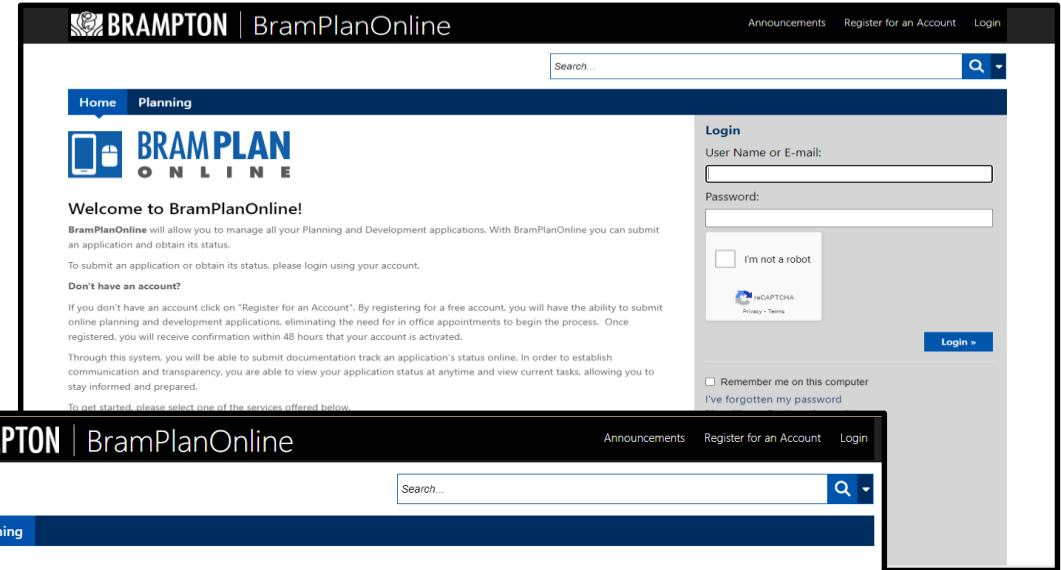 BRAMPTON | BramPlanOnline
Announcements Register for an Account Login
Search...
Home Planning
BRAMPLAN
ONLINE
Welcome to BramPlanOnline!
BramPlanOnline will allow you to manage all your Planning and Development applications. With BramPlanOnline you can submit
an application and obtain its status.
To submit an application or obtain its status, please login using your account.
Don't have an account?
If you don't have an account click on "Register for an Account". By registering for a free account, you will have the ability to submit
online planning and development applications, eliminating the need for in office appointments to begin the process. Once
registered, you will receive confirmation within 48 hours that your account is activated.
Through this system, you will be able to submit documentation track an application's status online. In order to establish
communication and transparency, you are able to view your application status at anytime and view current tasks, allowing you to
stay informed and prepared.
To get started, please select one of the services offered below.
Login
User Name or E-mail:
Password:
I'm not a robot
reCAPTCHA
Privacy - Terms
Login »
Remember me on this computer
I've forgotten my password
PTON | BramPlanOnline
Announcements Register for an Account Login
Search...
ning